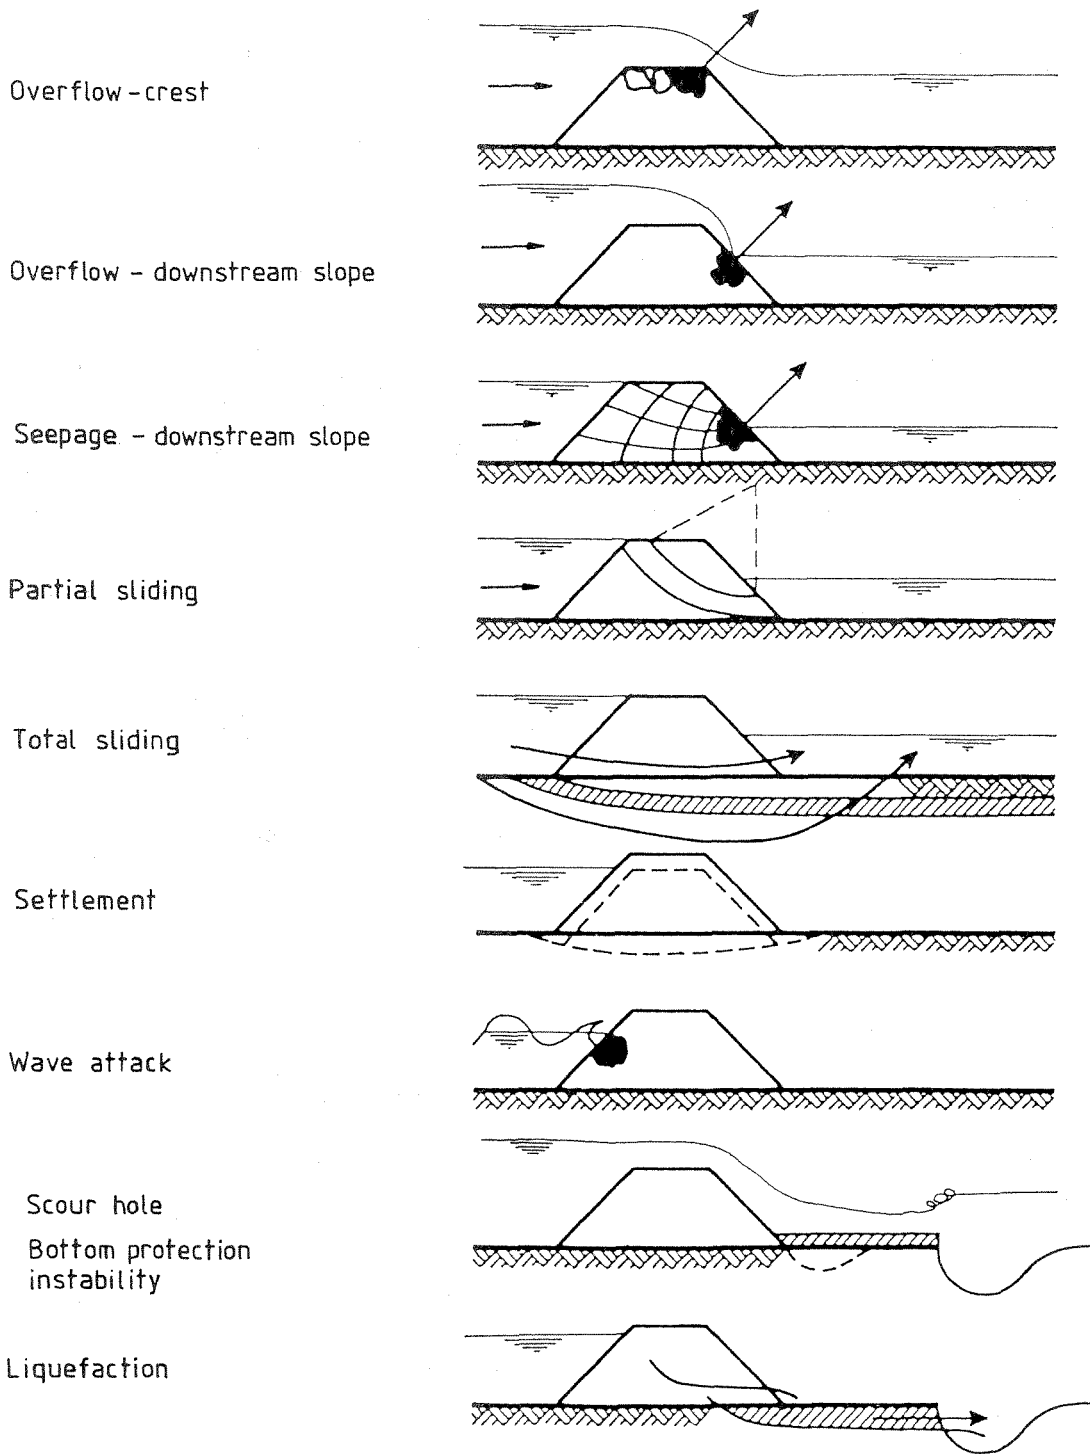 Overflow – crest
Overflow – downstream slope
Seepage – downstream slope
Partial sliding
Total sliding
Settlement
Wave attack
Scour hole
Bottom protection
instability
Liquefaction